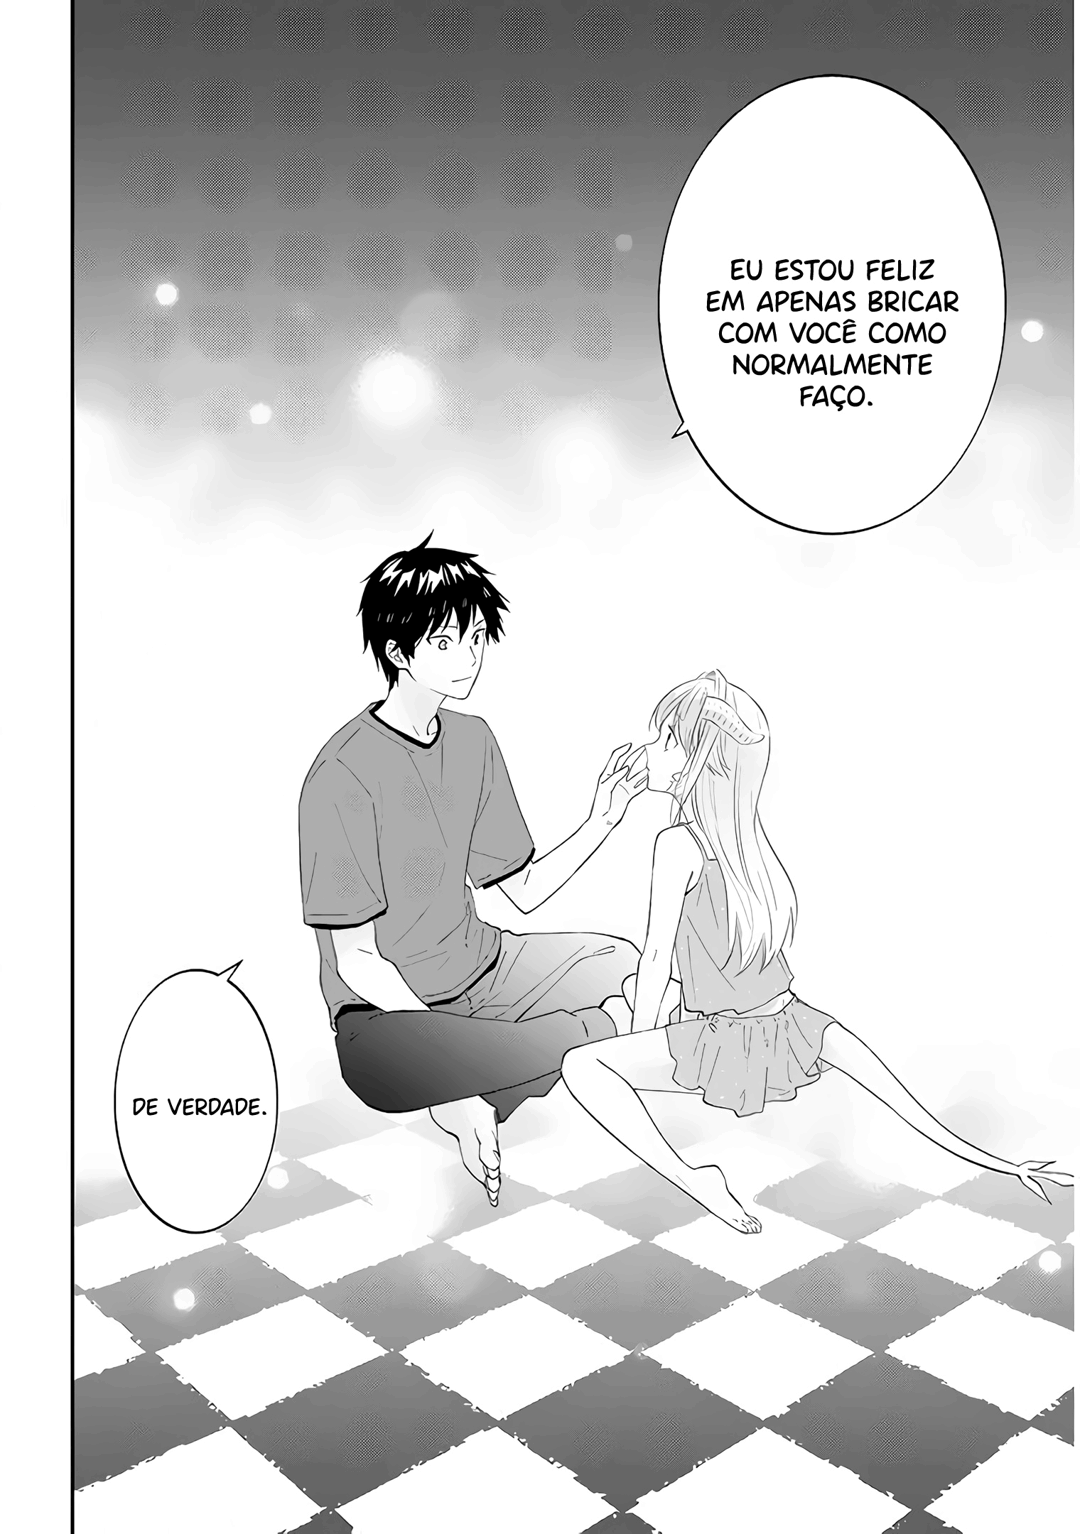 EU ESTOU FELIZ
EM APENAS BRICAR
COM VOCÊ COMO
NORMALMENTE
FAÇO.
DE VERDADE.